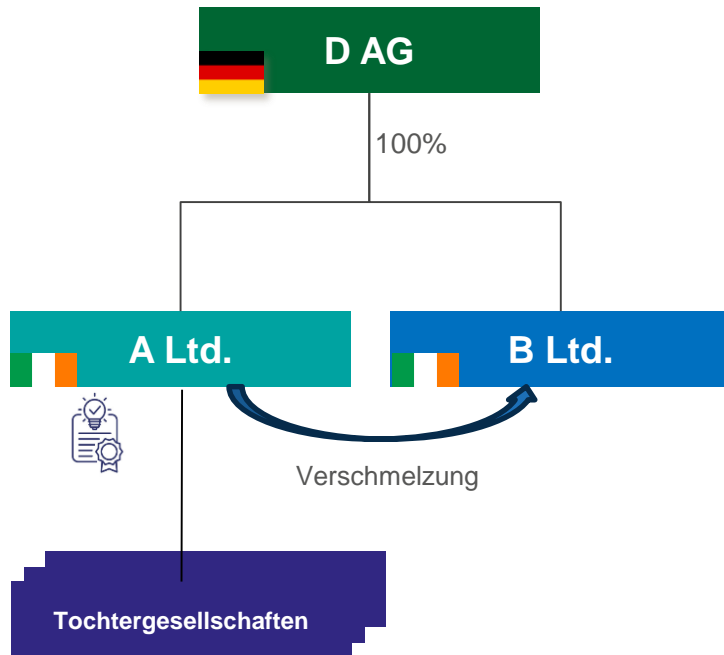 D AG
100%
A Ltd.
B Ltd.
Verschmelzung
Tochtergesellschaften